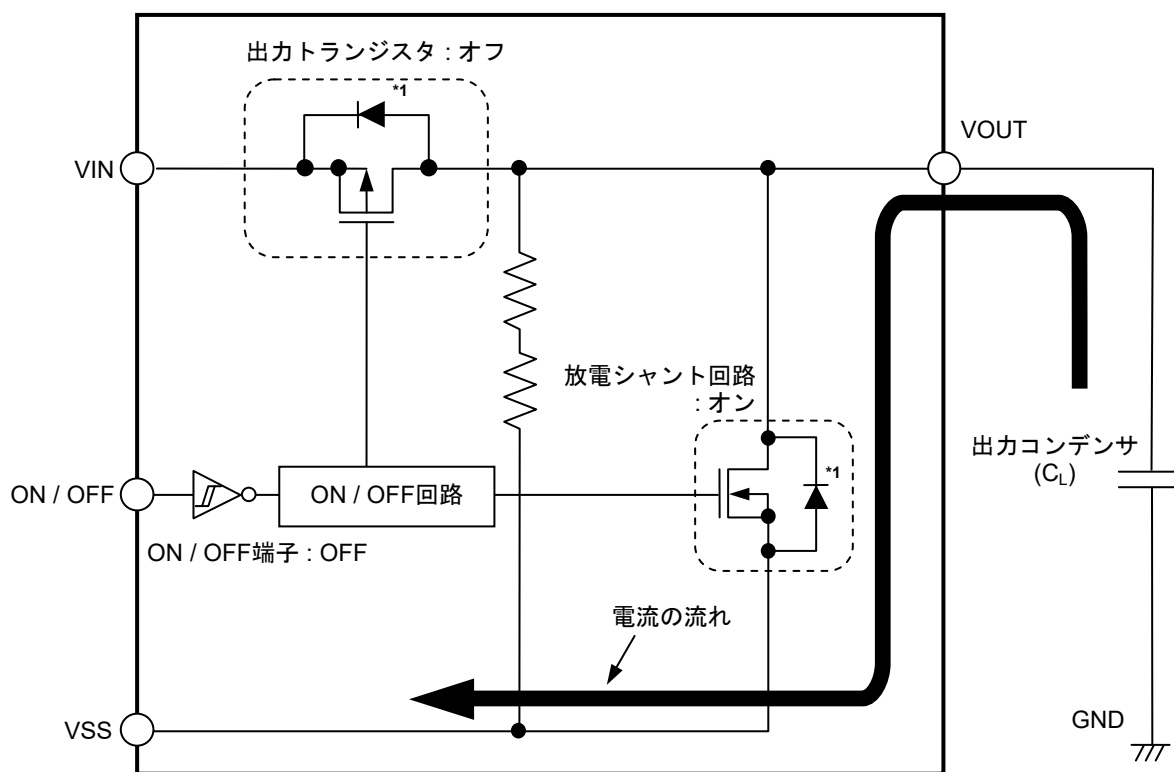 出力トランジスタ : オフ
*1
VOUT
VIN
放電シャント回路
: オン
*1
出力コンデンサ
(CL)
ON / OFF
ON / OFF回路
ON / OFF端子 : OFF
電流の流れ
VSS
GND